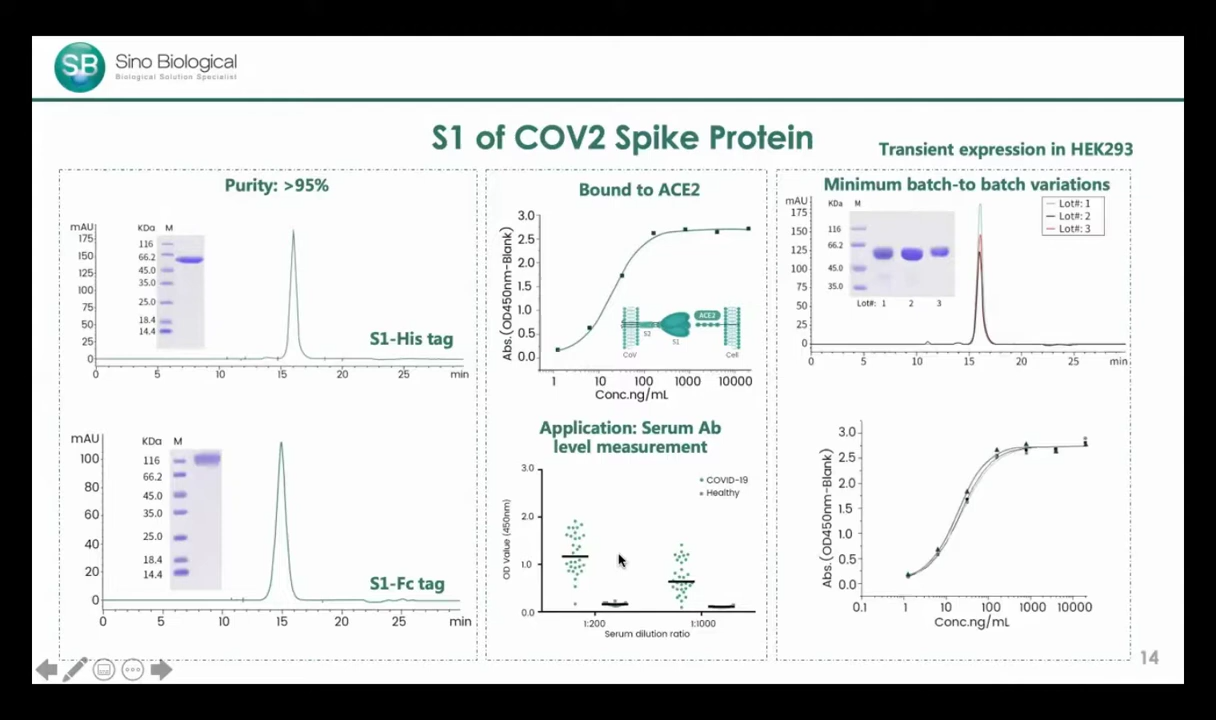 SB Sino Biological
Biological Solution Specialist
S1 of COV2 Spike Protein
Transient expression in HEK293
Purity: >95%
mAU
175
150
125
100
75
50
25
0
KDa M
116
66.2
45.0
35.0
25.0
18.4
14.4
S1-His tag
0 5 10 15 20 25 min
mAU
100
80
60
40
20
0
KDa M
116
66.2
45.0
35.0
25.0
18.4
14.4
S1-Fc tag
0 5 10 15 20 25 min
Bound to ACE2
Abs.(OD450nm-Blank)
3.0
2.5
2.0
1.5
1.0
0.5
0.0
ACE2
S2
S1
CoV
Cell
1 10 100 1000 10000
Conc.ng/mL
Application: Serum Ab
level measurement
OD Value (450nm)
3.0
2.0
1.0
0.0
COVID-19
Healthy
1:200 1:1000
Serum dilution ratio
Minimum batch-to batch variations
mAU
175
150
125
100
75
50
25
0
KDa M
116
66.2
45.0
35.0
Lot#: 1 2 3
Lot#: 1
Lot#: 2
Lot#: 3
0 5 10 15 20 25 min
Abs.(OD450nm-Blank)
3.0
2.5
2.0
1.5
1.0
0.5
0.0
0.1 1 10 100 1000 10000
Conc.ng/mL
14